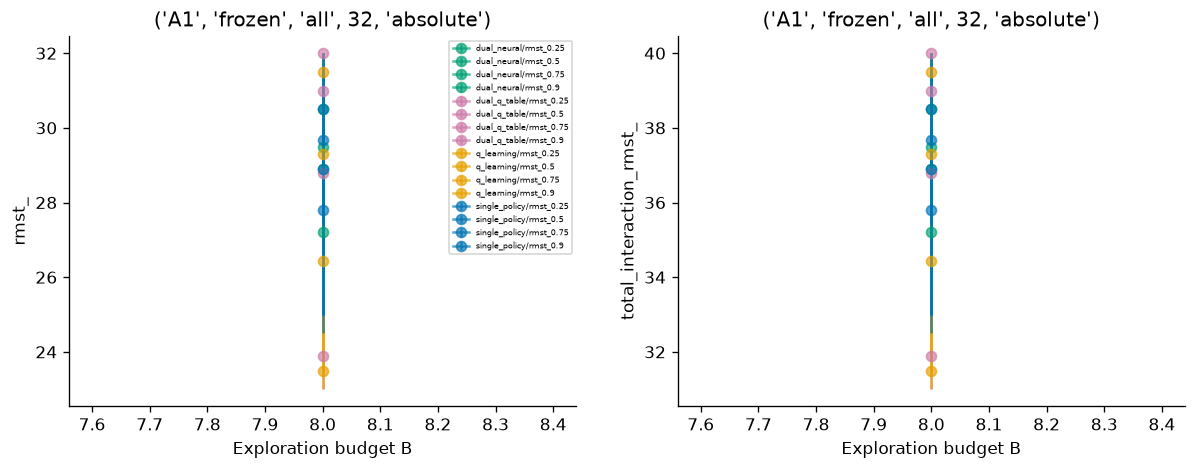 ('A1', 'frozen', 'all', 32, 'absolute')
32
30
28
26
24
rmst_
7.6 7.7 7.8 7.9 8.0 8.1 8.2 8.3 8.4
Exploration budget B
dual_neural/rmst_0.25
dual_neural/rmst_0.5
dual_neural/rmst_0.75
dual_neural/rmst_0.9
dual_q_table/rmst_0.25
dual_q_table/rmst_0.5
dual_q_table/rmst_0.75
dual_q_table/rmst_0.9
q_learning/rmst_0.25
q_learning/rmst_0.5
q_learning/rmst_0.75
q_learning/rmst_0.9
single_policy/rmst_0.25
single_policy/rmst_0.5
single_policy/rmst_0.75
single_policy/rmst_0.9
('A1', 'frozen', 'all', 32, 'absolute')
40
38
36
34
32
total_interaction_rmst_
7.6 7.7 7.8 7.9 8.0 8.1 8.2 8.3 8.4
Exploration budget B